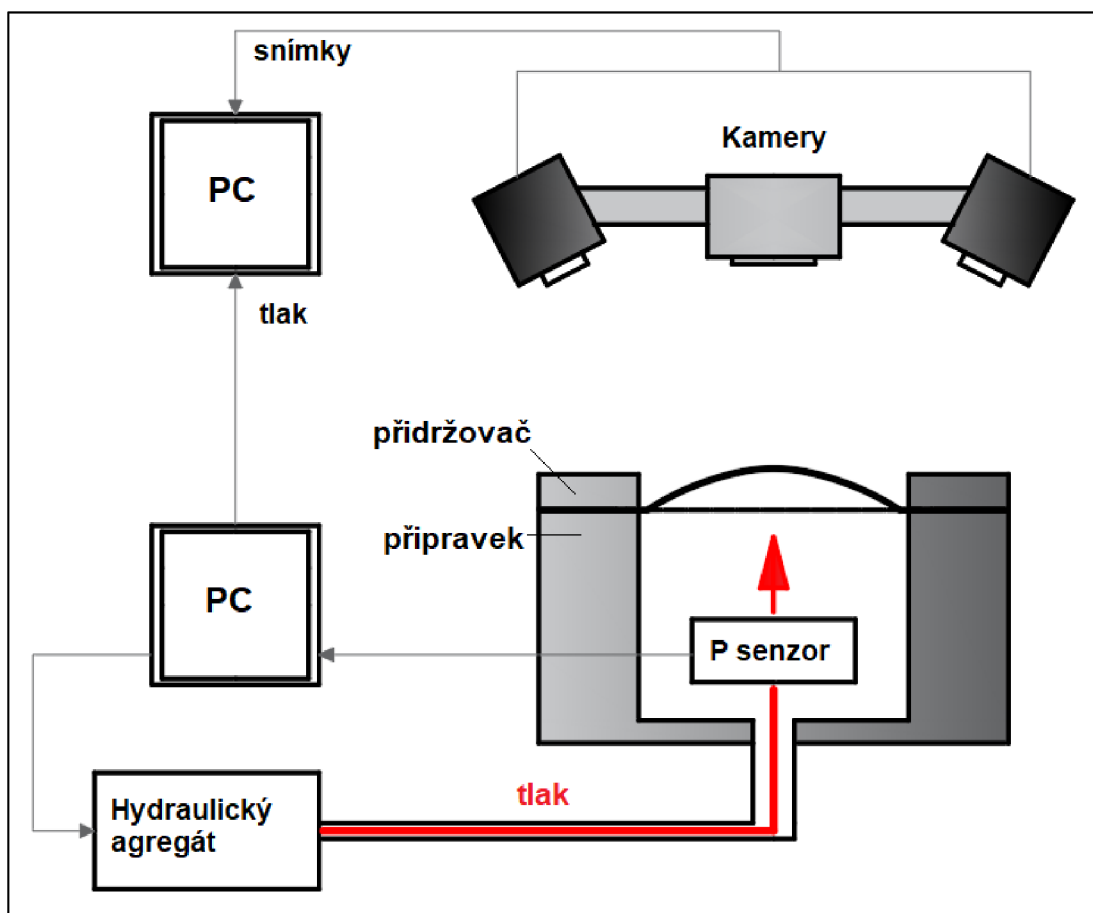 snímky
Kamery
PC
tlak
přidržovač
připravek
PC
P senzor
tlak
Hydraulický
agregát